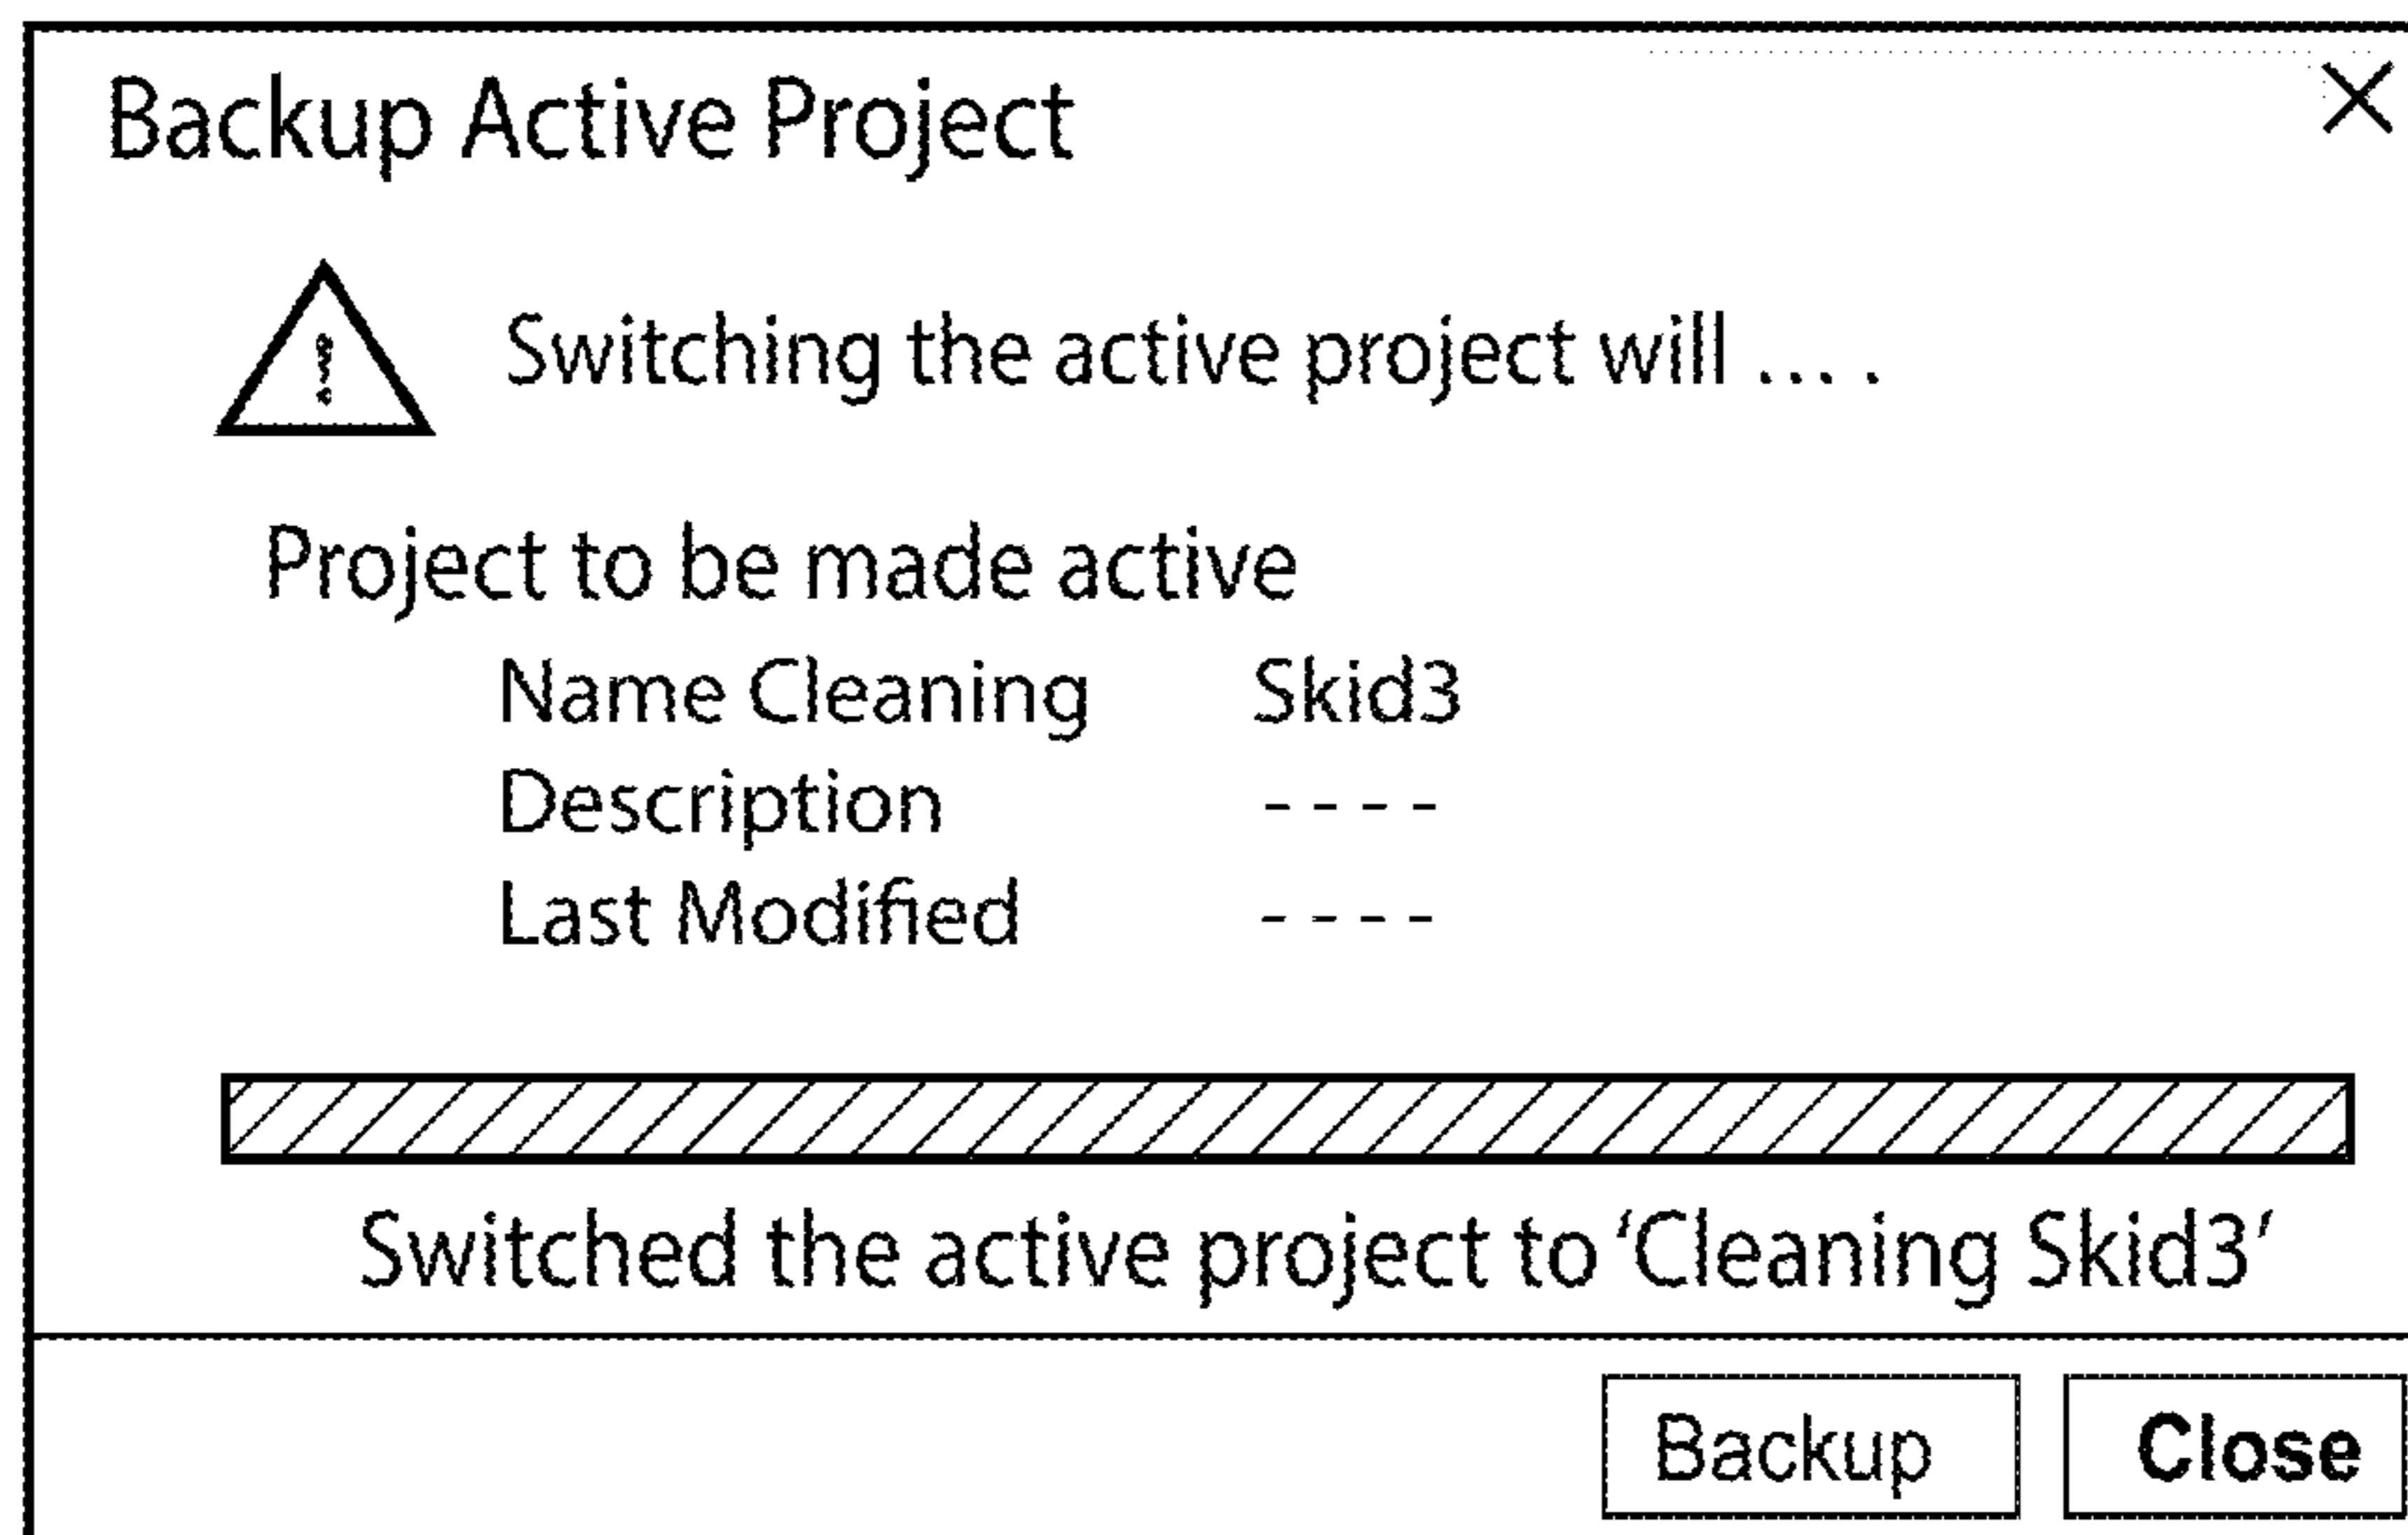 Backup Active Project
!
Switching the active project will ....
Project to be made active
Name Cleaning Skid3
Description ----
Last Modified ----
Switched the active project to ‘Cleaning Skid3’
Backup Close